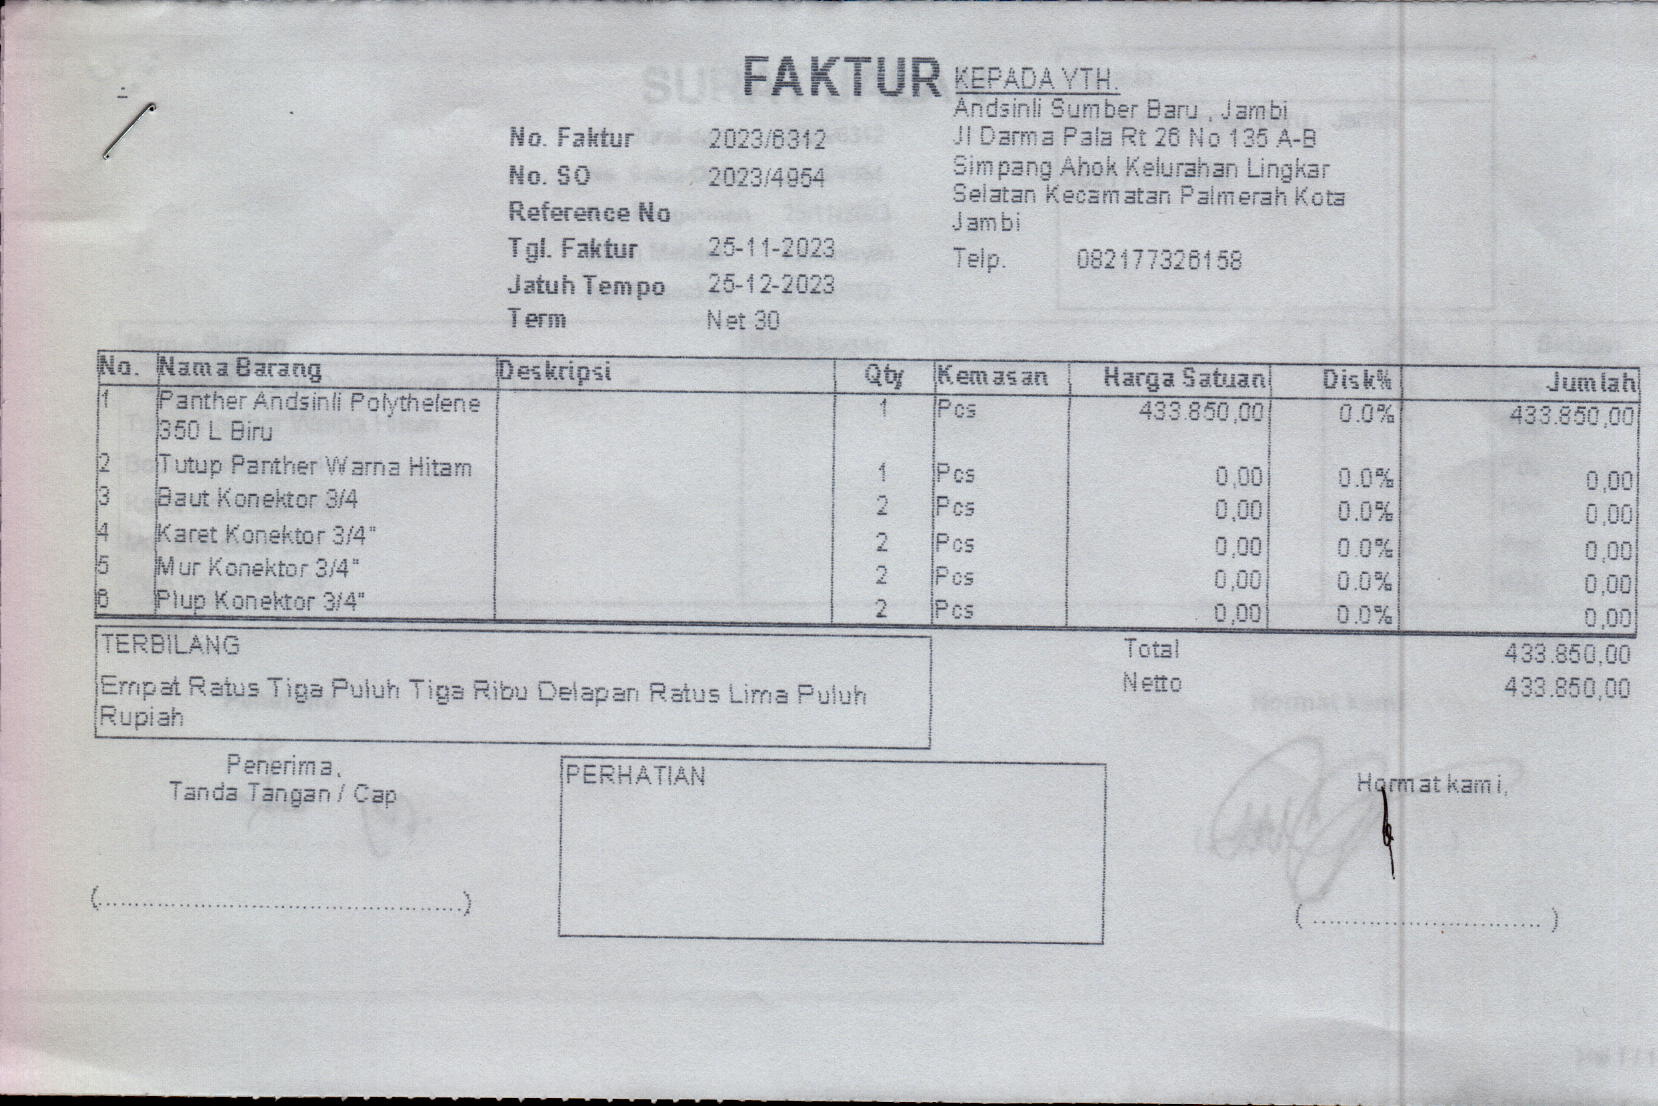 FAKTUR
No. Faktur 2023/6312
No. SO 2023/4954
Reference No
Tgl. Faktur 25-11-2023
Jatuh Tempo 25-12-2023
Term Net 30
KEPADA YTH.
Andsinli Sumber Baru , Jambi
Jl Darma Pala Rt 26 No 135 A-B
Simpang Ahok Kelurahan Lingkar
Selatan Kecamatan Palmerah Kota
Jambi
Telp. 082177326158
No. Nama Barang Deskripsi Qty Kemasan Harga Satuan Disk% Jumlah
1 Panther Andsinli Polythelene 1 Pcs 433.850,00 0.0% 433.850,00
350 L Biru
2 Tutup Panther Warna Hitam 1 Pcs 0,00 0.0% 0,00
3 Baut Konektor 3/4 2 Pcs 0,00 0.0% 0,00
4 Karet Konektor 3/4" 2 Pcs 0,00 0.0% 0,00
5 Mur Konektor 3/4" 2 Pcs 0,00 0.0% 0,00
6 Plup Konektor 3/4" 2 Pcs 0,00 0.0% 0,00
TERBILANG
Empat Ratus Tiga Puluh Tiga Ribu Delapan Ratus Lima Puluh
Rupiah
Total 433.850,00
Netto 433.850,00
Penerima,
Tanda Tangan / Cap
(................................................)
PERHATIAN
Hormat kami,
( .............................. )